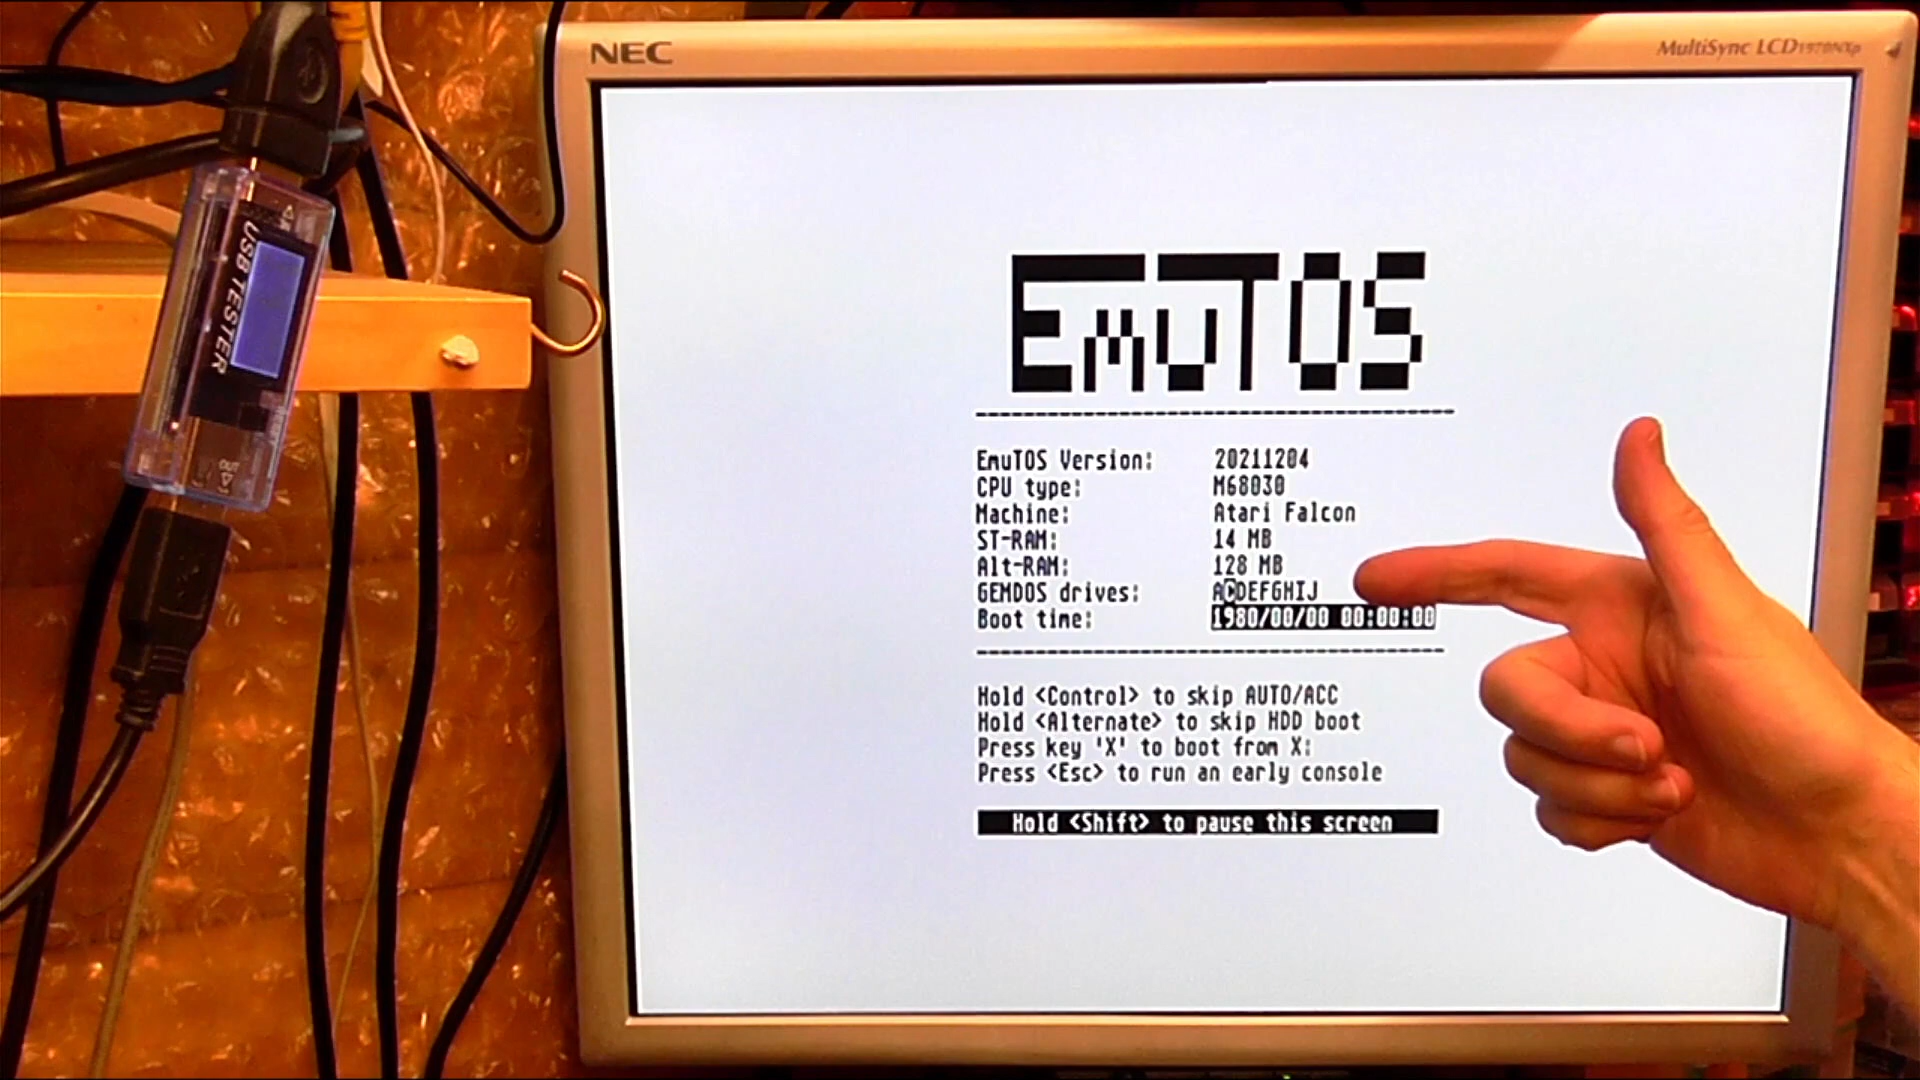 NEC
MultiSync LCD1970NXp
USB TESTER
OUT
EmuTOS
EmuTOS Version: 20211204
CPU type: M68030
Machine: Atari Falcon
ST-RAM: 14 MB
Alt-RAM: 128 MB
GEMDOS drives: ACDEFGHIJ
Boot time: 1980/00/00 00:00:00
Hold <Control> to skip AUTO/ACC
Hold <Alternate> to skip HDD boot
Press key 'X' to boot from X:
Press <Esc> to run an early console
Hold <Shift> to pause this screen